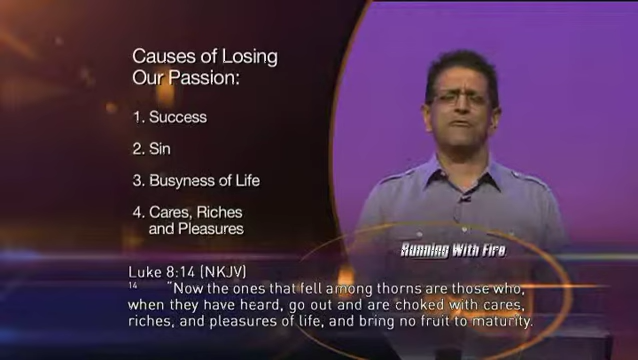 Causes of Losing
Our Passion:
1. Success
2. Sin
3. Busyness of Life
4. Cares, Riches
and Pleasures
Running With Fire
Luke 8:14 (NKJV)
14 "Now the ones that fell among thorns are those who,
when they have heard, go out and are choked with cares,
riches, and pleasures of life, and bring no fruit to maturity.